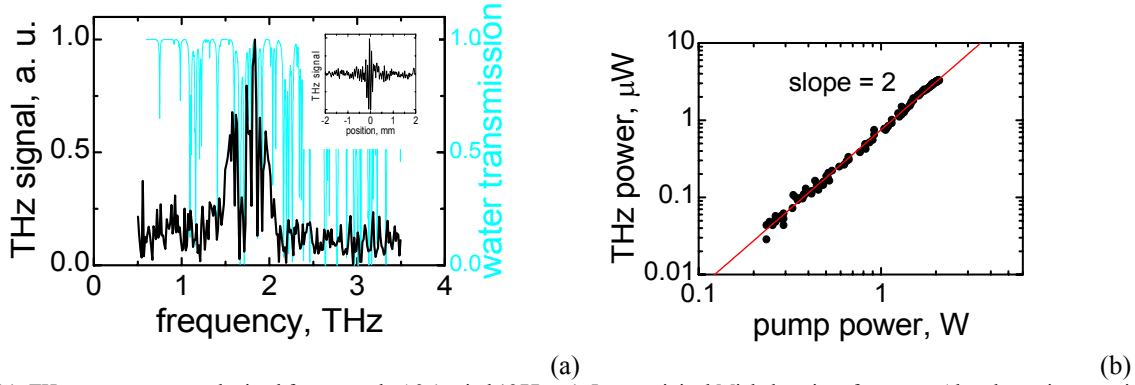 THz signal, a. u.
1.0
0.5
0.0
0
1
2
3
4
frequency, THz
1.0
0.5
0.0
water transmission
THz signal
-2
-1
0
1
2
position, mm
(a)
THz power, µW
10
1
0.1
0.01
slope = 2
0.1
1
pump power, W
(b)